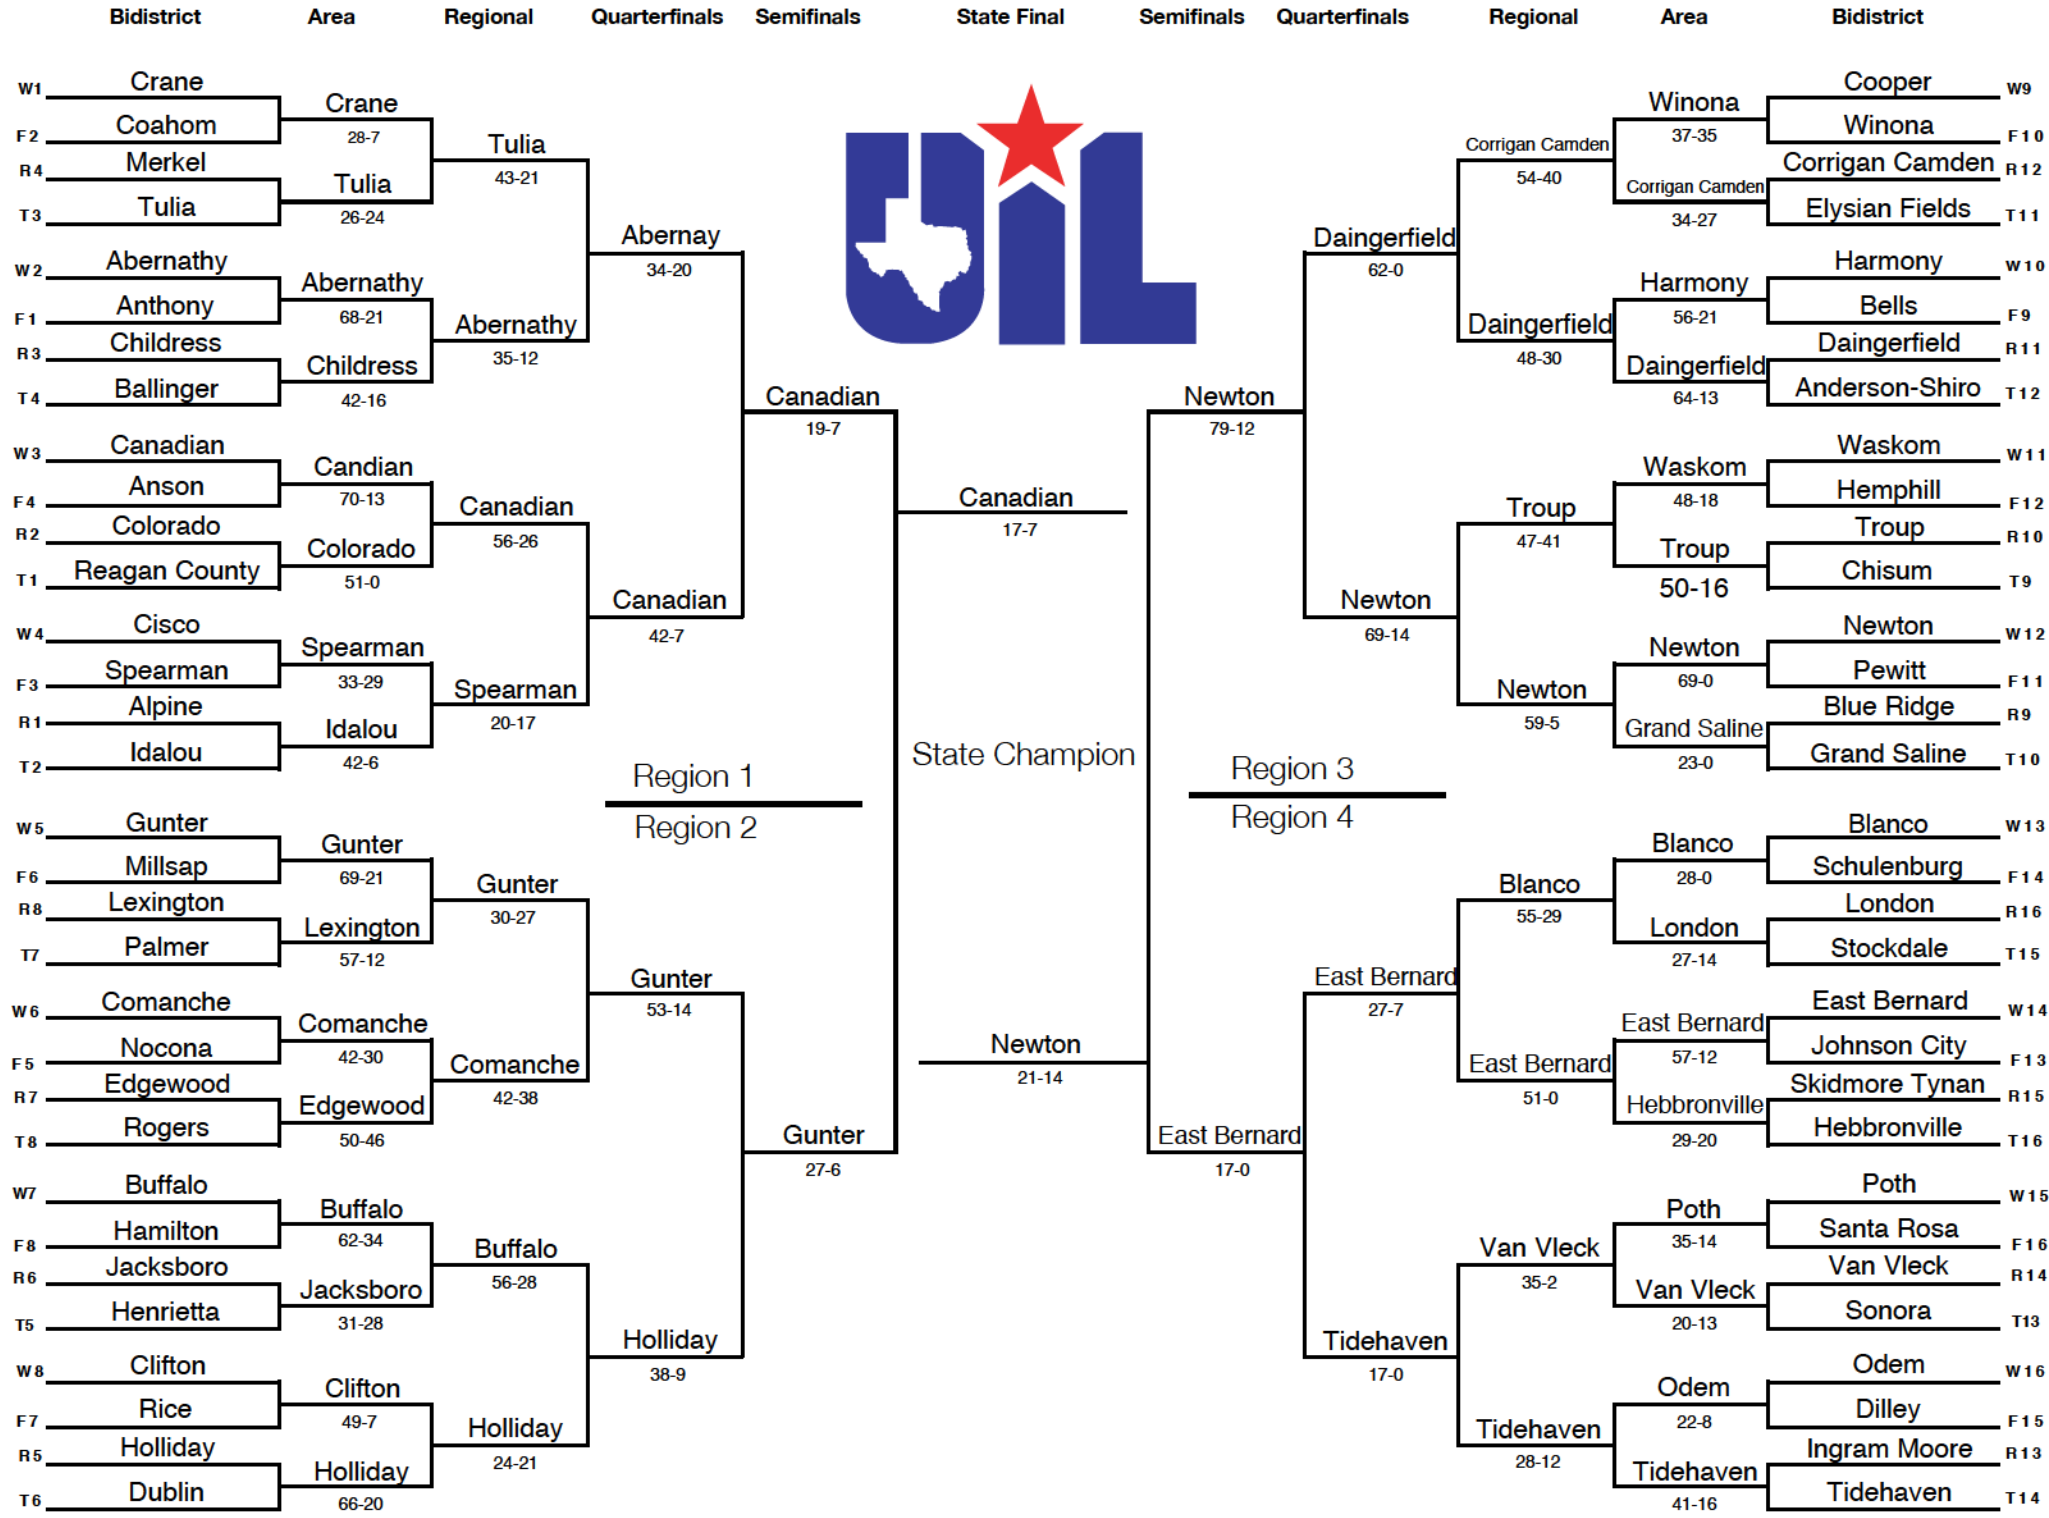 Bidistrict Area Regional Quarterfinals Semifinals State Final Semifinals Quarterfinals Regional Area Bidistrict
W1 Crane
F2 Coahom
R4 Merkel
T3 Tulia
W2 Abernathy
F1 Anthony
R3 Childress
T4 Ballinger
W3 Canadian
F4 Anson
R2 Colorado
T1 Reagan County
W4 Cisco
F3 Spearman
R1 Alpine
T2 Idalou
W5 Gunter
F6 Millsap
R8 Lexington
T7 Palmer
W6 Comanche
F5 Nocona
R7 Edgewood
T8 Rogers
W7 Buffalo
F8 Hamilton
R6 Jacksboro
T5 Henrietta
W8 Clifton
F7 Rice
R5 Holliday
T6 Dublin
Crane
28-7
Tulia
26-24
Abernathy
68-21
Childress
42-16
Candian
70-13
Colorado
51-0
Spearman
33-29
Idalou
42-6
Gunter
69-21
Lexington
57-12
Comanche
42-30
Edgewood
50-46
Buffalo
62-34
Jacksboro
31-28
Clifton
49-7
Holliday
66-20
Tulia
43-21
Abernathy
35-12
Canadian
56-26
Spearman
20-17
Gunter
30-27
Comanche
42-38
Buffalo
56-28
Holliday
24-21
Abernay
34-20
Canadian
42-7
Region 1
Region 2
Gunter
53-14
Holliday
38-9
Canadian
19-7
Gunter
27-6
UIL
Canadian
17-7
State Champion
Newton
21-14
Newton
79-12
East Bernard
17-0
Daingerfield
62-0
Newton
69-14
Region 3
Region 4
East Bernard
27-7
Tidehaven
17-0
Corrigan Camden
54-40
Daingerfield
48-30
Troup
47-41
Newton
59-5
Blanco
55-29
East Bernard
51-0
Van Vleck
35-2
Tidehaven
28-12
Winona
37-35
Corrigan Camden
34-27
Harmony
56-21
Daingerfield
64-13
Waskom
48-18
Troup
50-16
Newton
69-0
Grand Saline
23-0
Blanco
28-0
London
27-14
East Bernard
57-12
Hebbronville
29-20
Poth
35-14
Van Vleck
20-13
Odem
22-8
Tidehaven
41-16
Cooper W9
Winona F10
Corrigan Camden R12
Elysian Fields T11
Harmony W10
Bells F9
Daingerfield R11
Anderson-Shiro T12
Waskom W11
Hemphill F12
Troup R10
Chisum T9
Newton W12
Pewitt F11
Blue Ridge R9
Grand Saline T10
Blanco W13
Schulenburg F14
London R16
Stockdale T15
East Bernard W14
Johnson City F13
Skidmore Tynan R15
Hebbronville T16
Poth W15
Santa Rosa F16
Van Vleck R14
Sonora T13
Odem W16
Dilley F15
Ingram Moore R13
Tidehaven T14